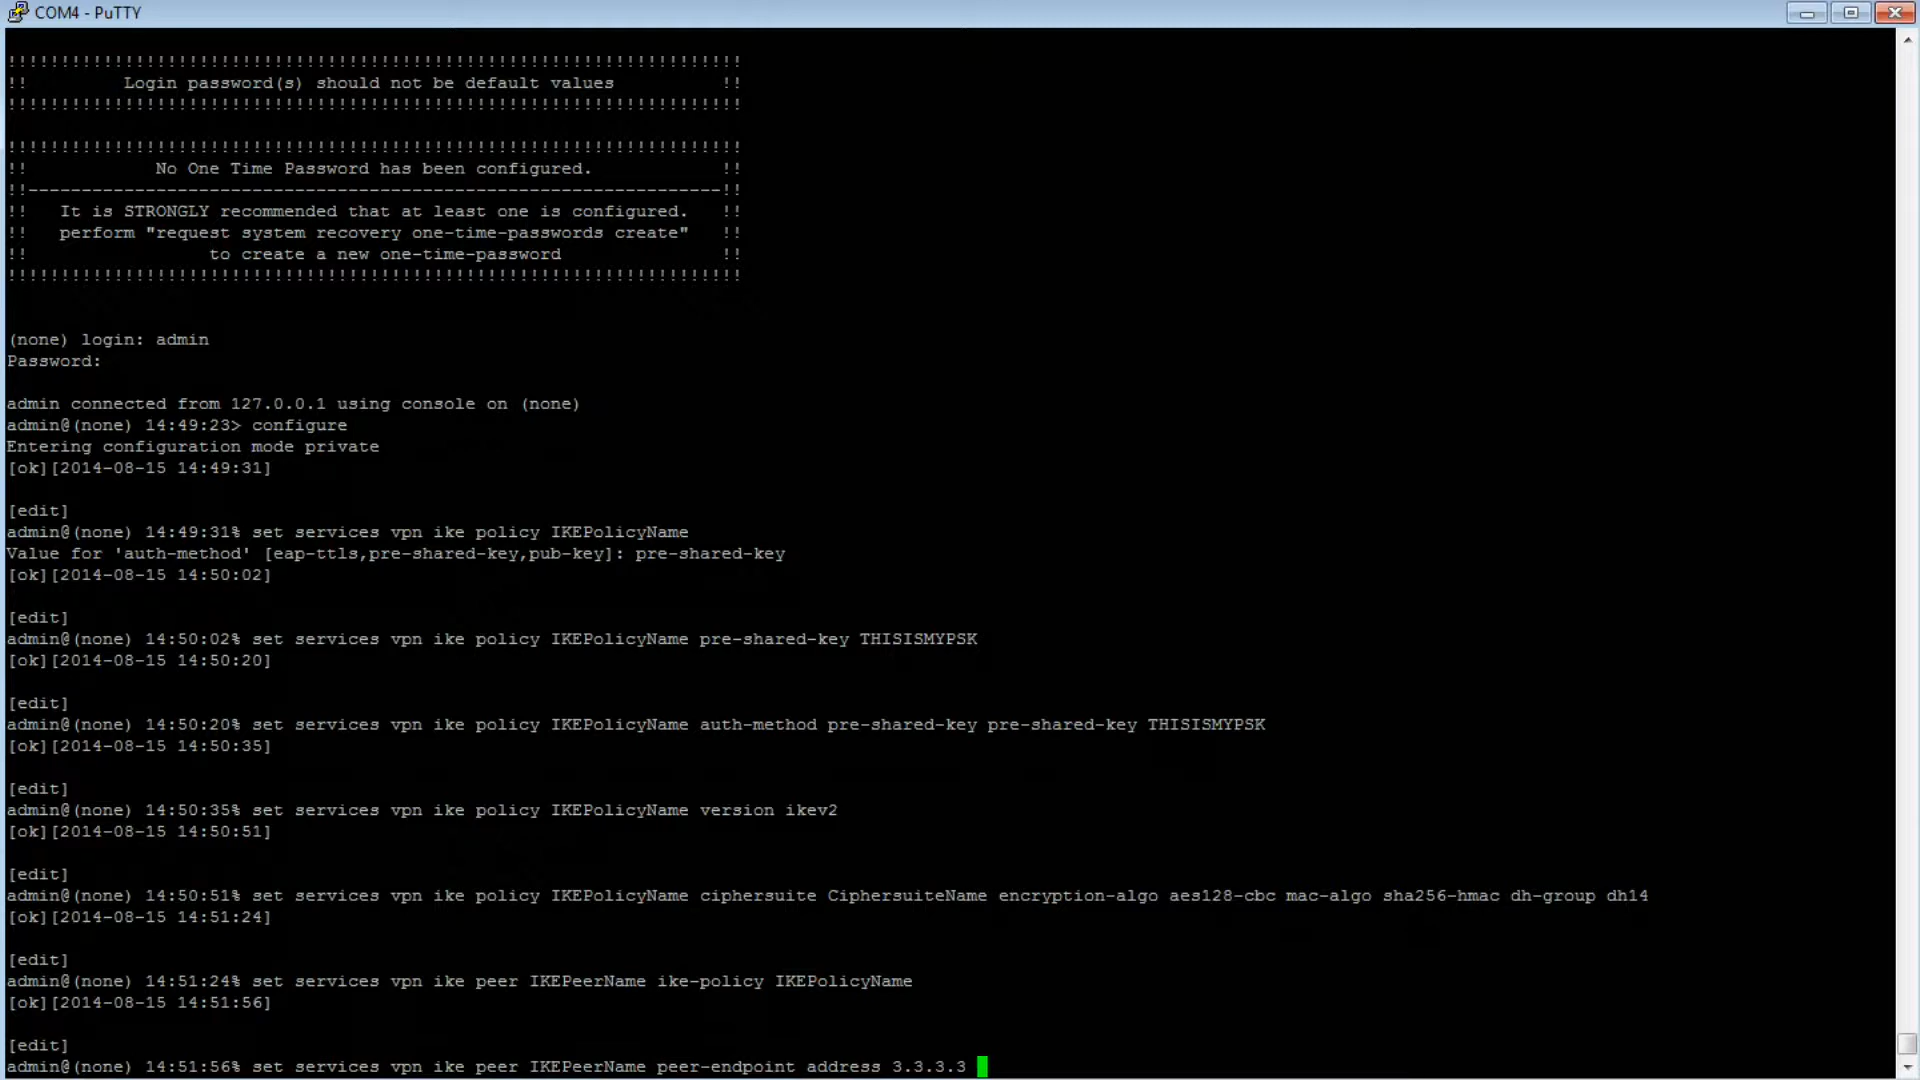 COM4 - PuTTY
!!!!!!!!!!!!!!!!!!!!!!!!!!!!!!!!!!!!!!!!!!!!!!!!!!!!!!!!!!!!!!!!!!!!!
!!         Login password(s) should not be default values          !!
!!!!!!!!!!!!!!!!!!!!!!!!!!!!!!!!!!!!!!!!!!!!!!!!!!!!!!!!!!!!!!!!!!!!!
!!!!!!!!!!!!!!!!!!!!!!!!!!!!!!!!!!!!!!!!!!!!!!!!!!!!!!!!!!!!!!!!!!!!!
!!            No One Time Password has been configured.            !!
!!-----------------------------------------------------------------!!
!!   It is STRONGLY recommended that at least one is configured.   !!
!!   perform "request system recovery one-time-passwords create"   !!
!!                 to create a new one-time-password               !!
!!!!!!!!!!!!!!!!!!!!!!!!!!!!!!!!!!!!!!!!!!!!!!!!!!!!!!!!!!!!!!!!!!!!!
(none) login: admin
Password:
admin connected from 127.0.0.1 using console on (none)
admin@(none) 14:49:23> configure
Entering configuration mode private
[ok][2014-08-15 14:49:31]
[edit]
admin@(none) 14:49:31% set services vpn ike policy IKEPolicyName
Value for 'auth-method' [eap-ttls,pre-shared-key,pub-key]: pre-shared-key
[ok][2014-08-15 14:50:02]
[edit]
admin@(none) 14:50:02% set services vpn ike policy IKEPolicyName pre-shared-key THISISMYPSK
[ok][2014-08-15 14:50:20]
[edit]
admin@(none) 14:50:20% set services vpn ike policy IKEPolicyName auth-method pre-shared-key pre-shared-key THISISMYPSK
[ok][2014-08-15 14:50:35]
[edit]
admin@(none) 14:50:35% set services vpn ike policy IKEPolicyName version ikev2
[ok][2014-08-15 14:50:51]
[edit]
admin@(none) 14:50:51% set services vpn ike policy IKEPolicyName ciphersuite CiphersuiteName encryption-algo aes128-cbc mac-algo sha256-hmac dh-group dh14
[ok][2014-08-15 14:51:24]
[edit]
admin@(none) 14:51:24% set services vpn ike peer IKEPeerName ike-policy IKEPolicyName
[ok][2014-08-15 14:51:56]
[edit]
admin@(none) 14:51:56% set services vpn ike peer IKEPeerName peer-endpoint address 3.3.3.3